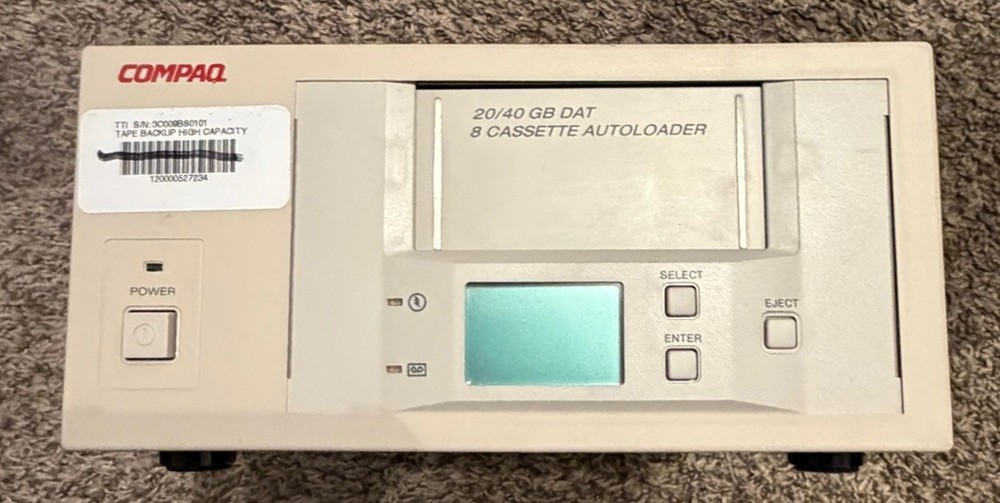 COMPAQ
TTI S/N: 3C009BS0101
TAPE BACKUP HIGH CAPACITY
120000527234
20/40 GB DAT
8 CASSETTE AUTOLOADER
POWER
SELECT
ENTER
EJECT